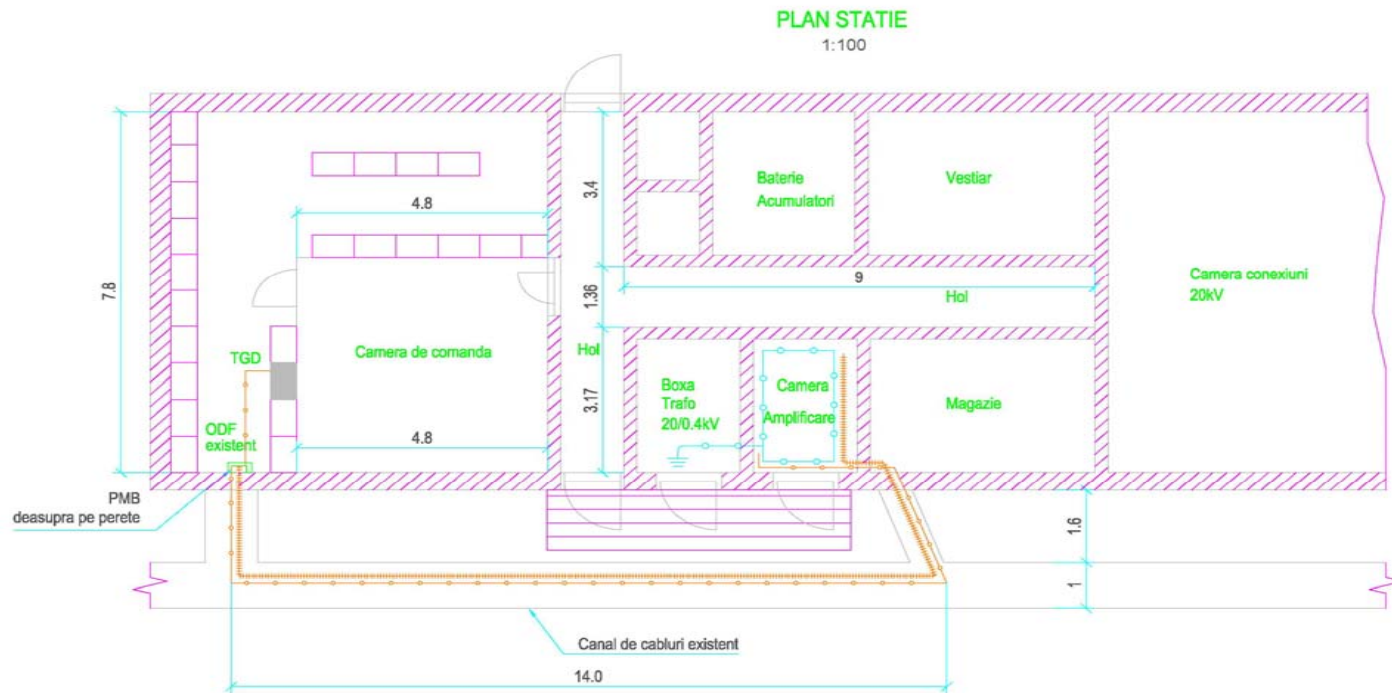 PLAN STATIE
1:100
3.4
4.8
7.8
Baterie
Acumulatori
Vestiar
1.36
9
Hol
Camera conexiuni
20kV
TGD
Camera de comanda
Hol
3.17
Boxa
Trafo
20/0.4kV
Camera
Amplificare
Magazie
ODF
existent
4.8
PMB
deasupra pe perete
1.6
1
Canal de cabluri existent
14.0